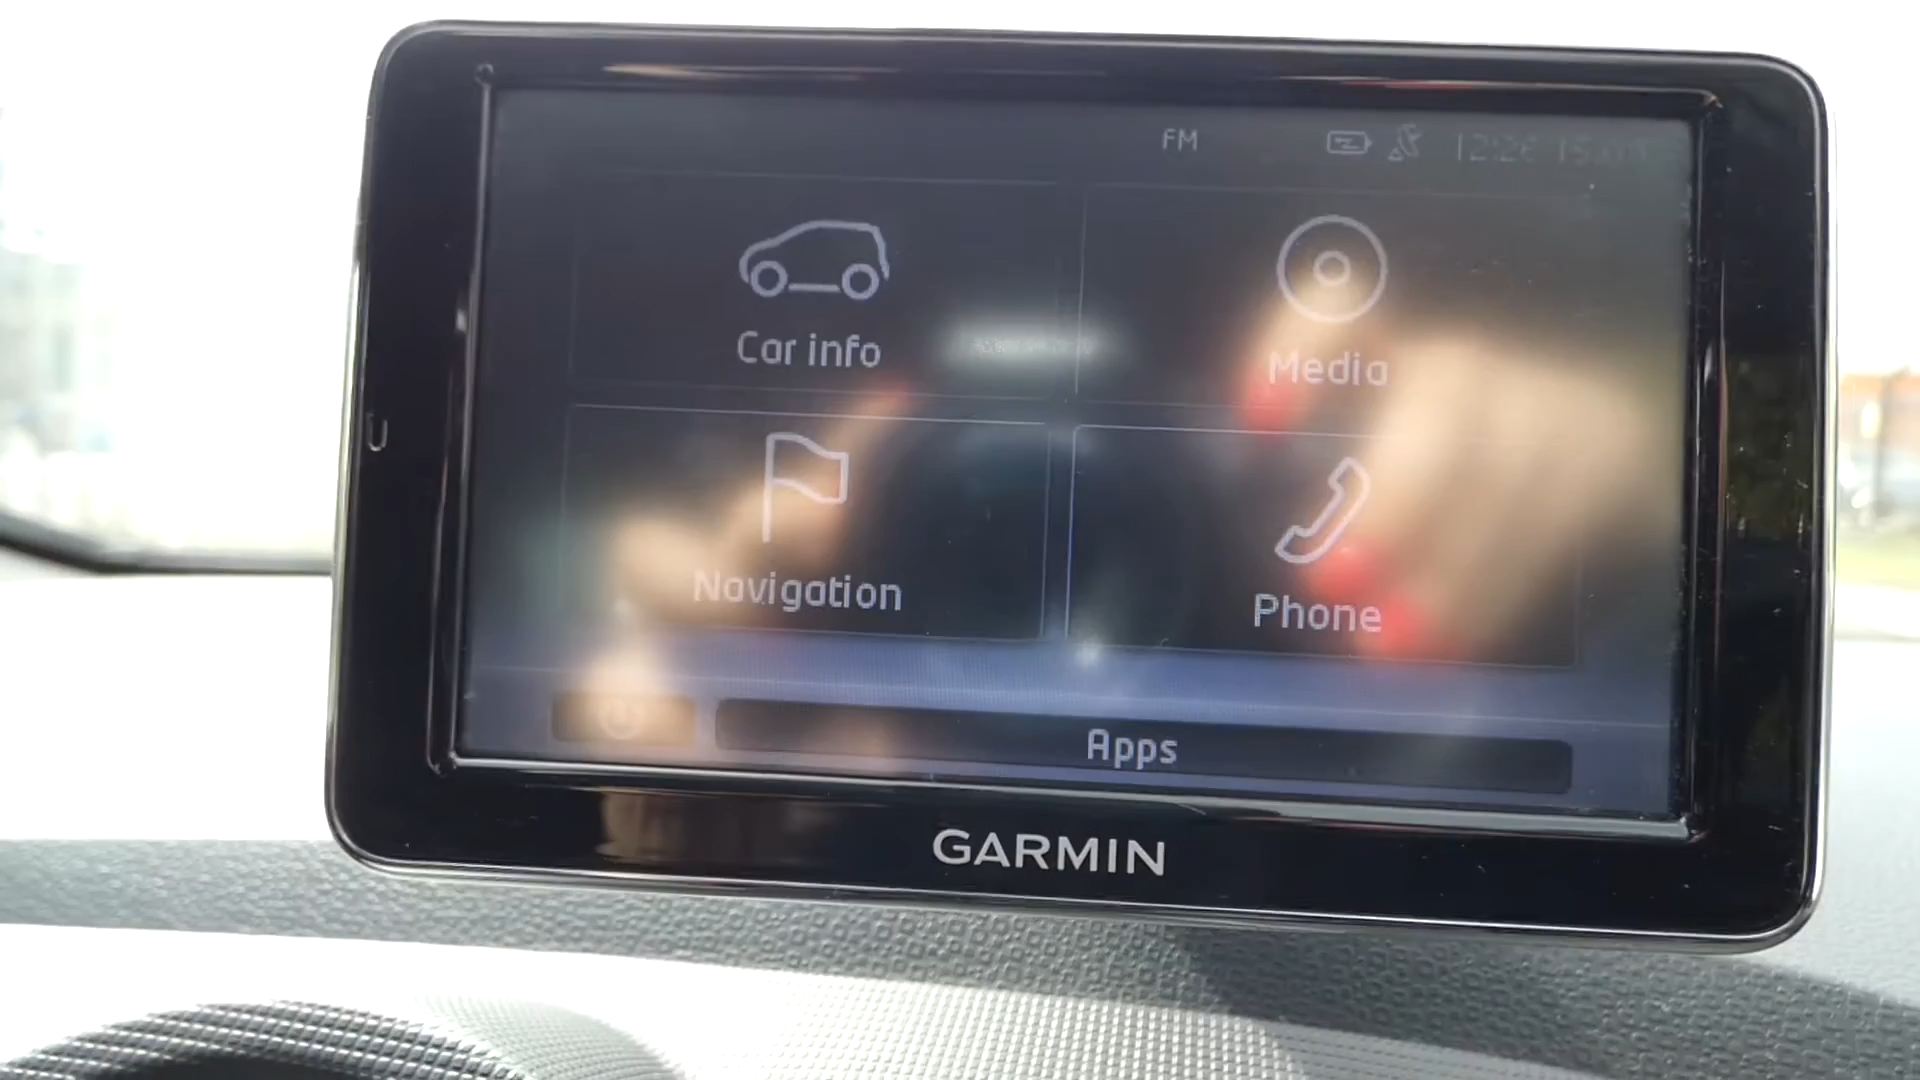 FM
Car info
Media
Navigation
Phone
Apps
GARMIN